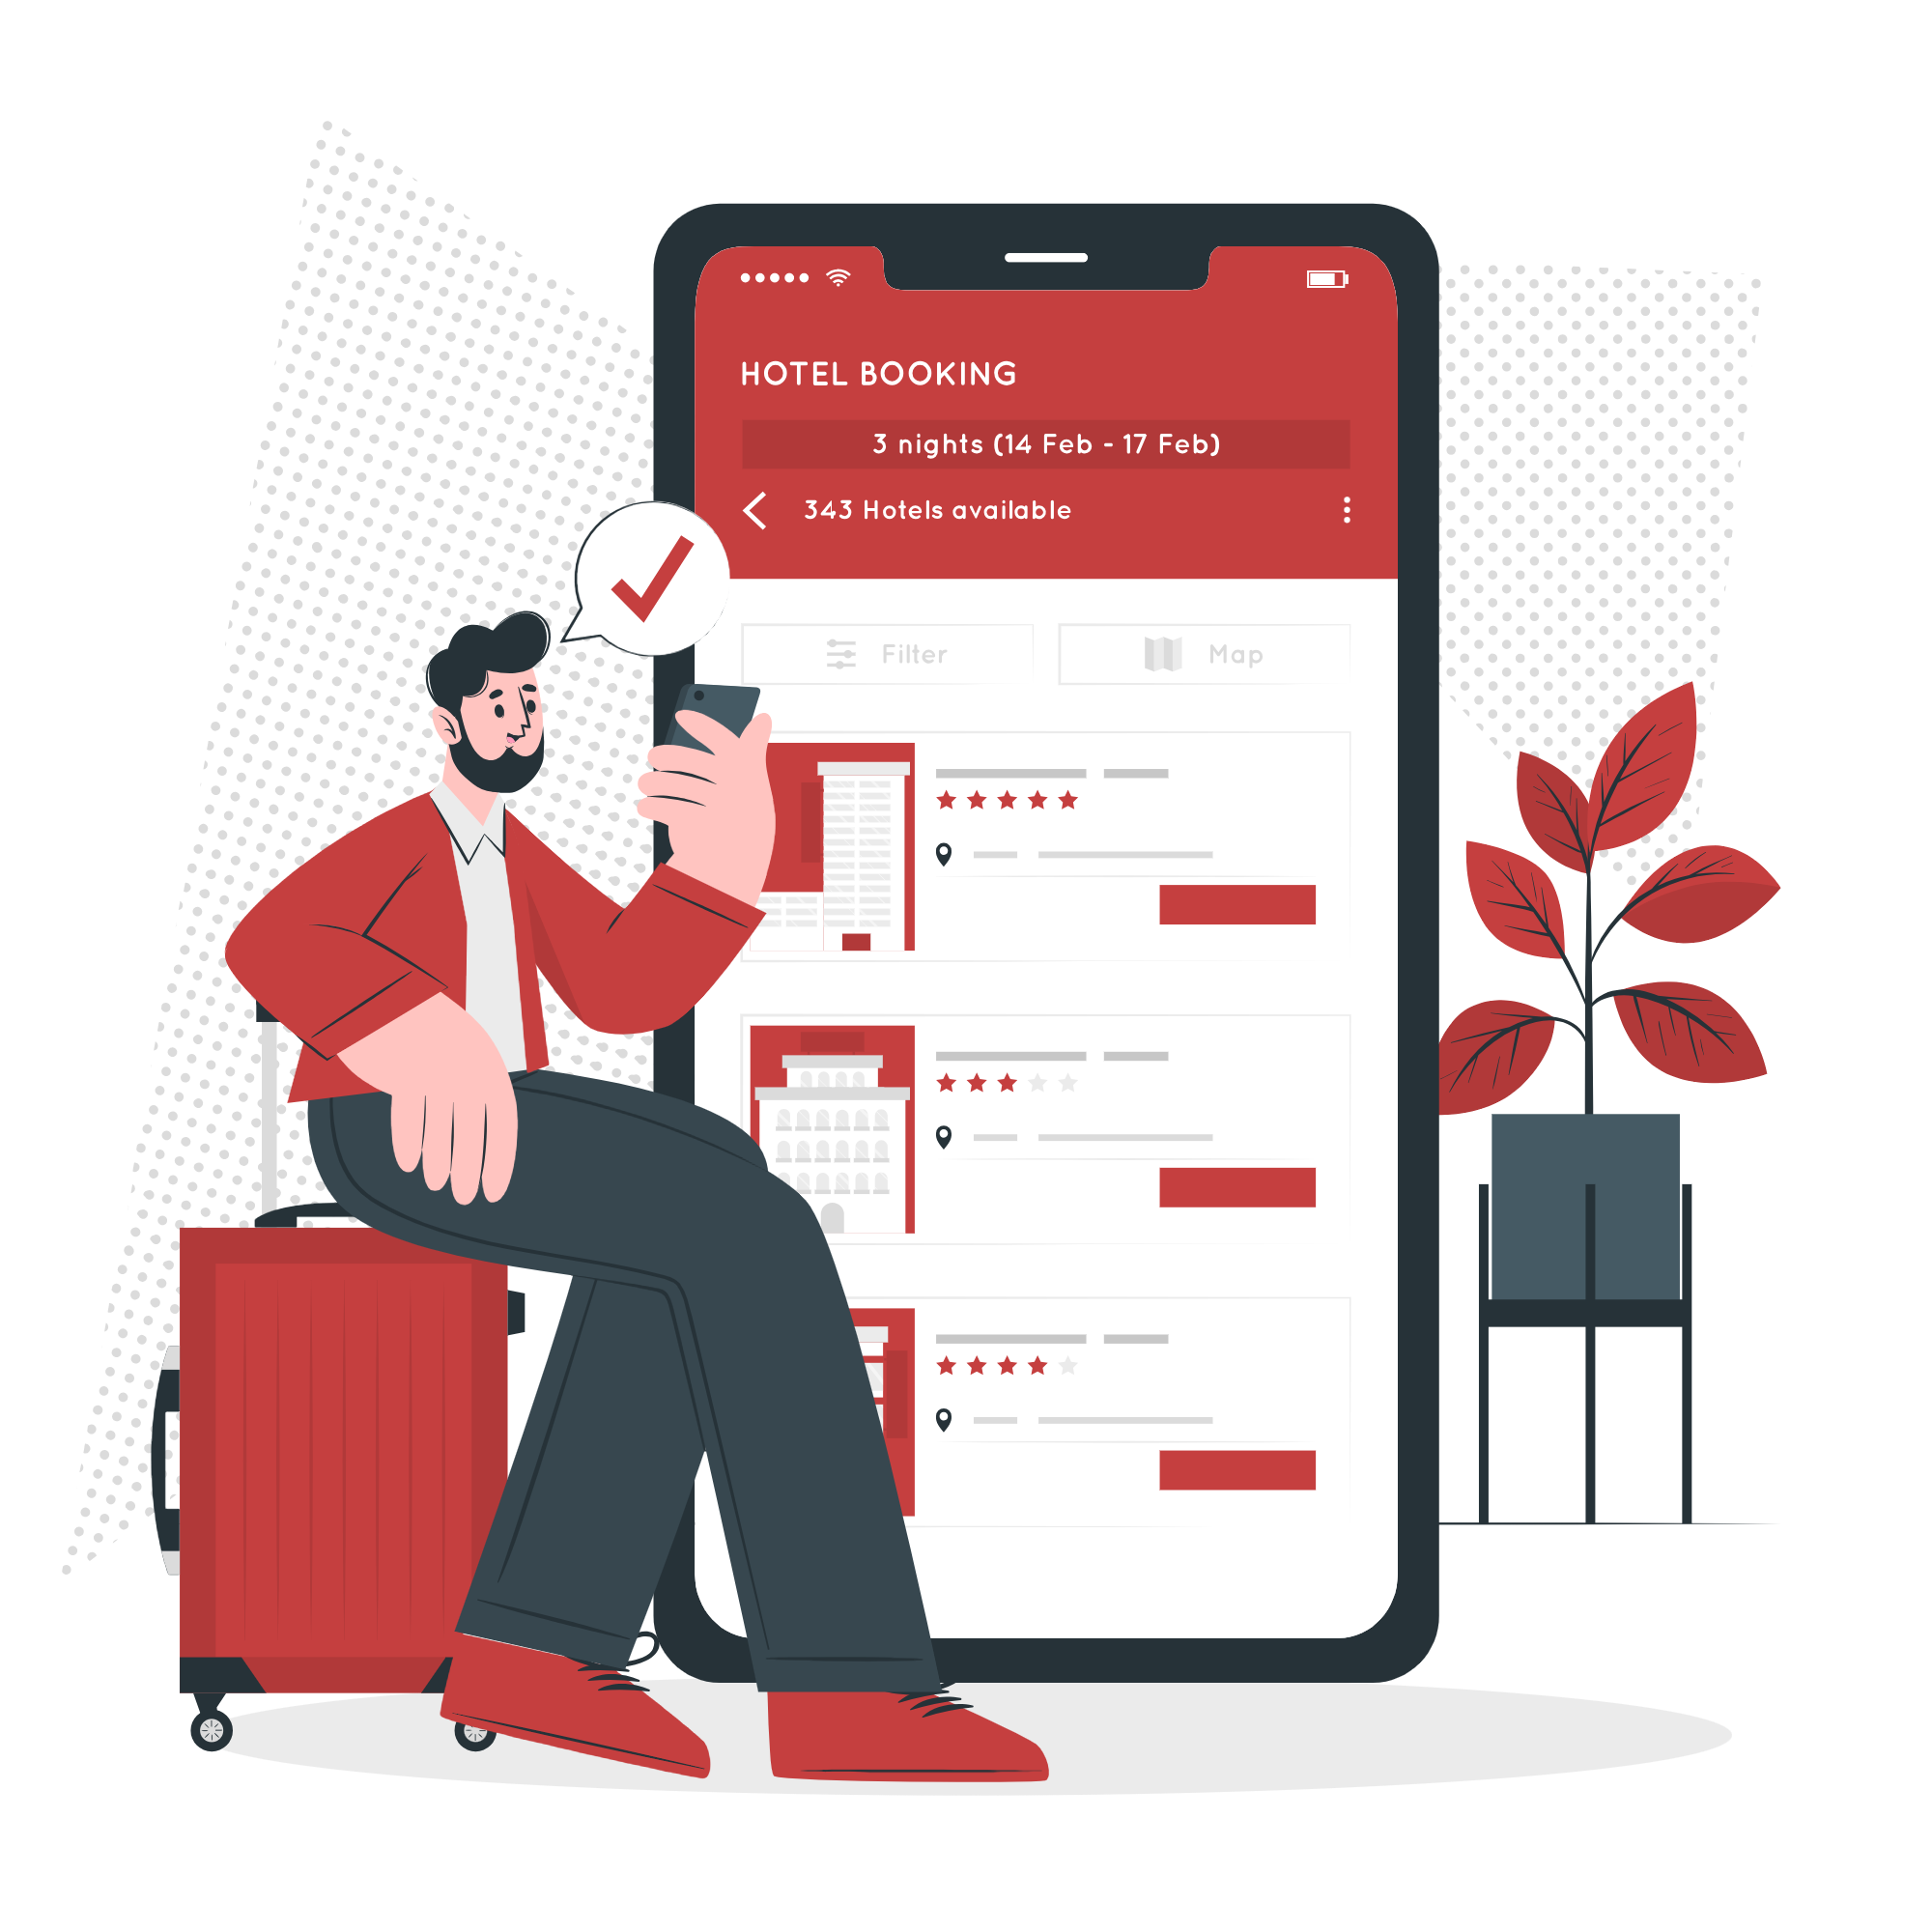 HOTEL BOOKING
3 nights (14 Feb - 17 Feb)
343 Hotels available
Filter
Map